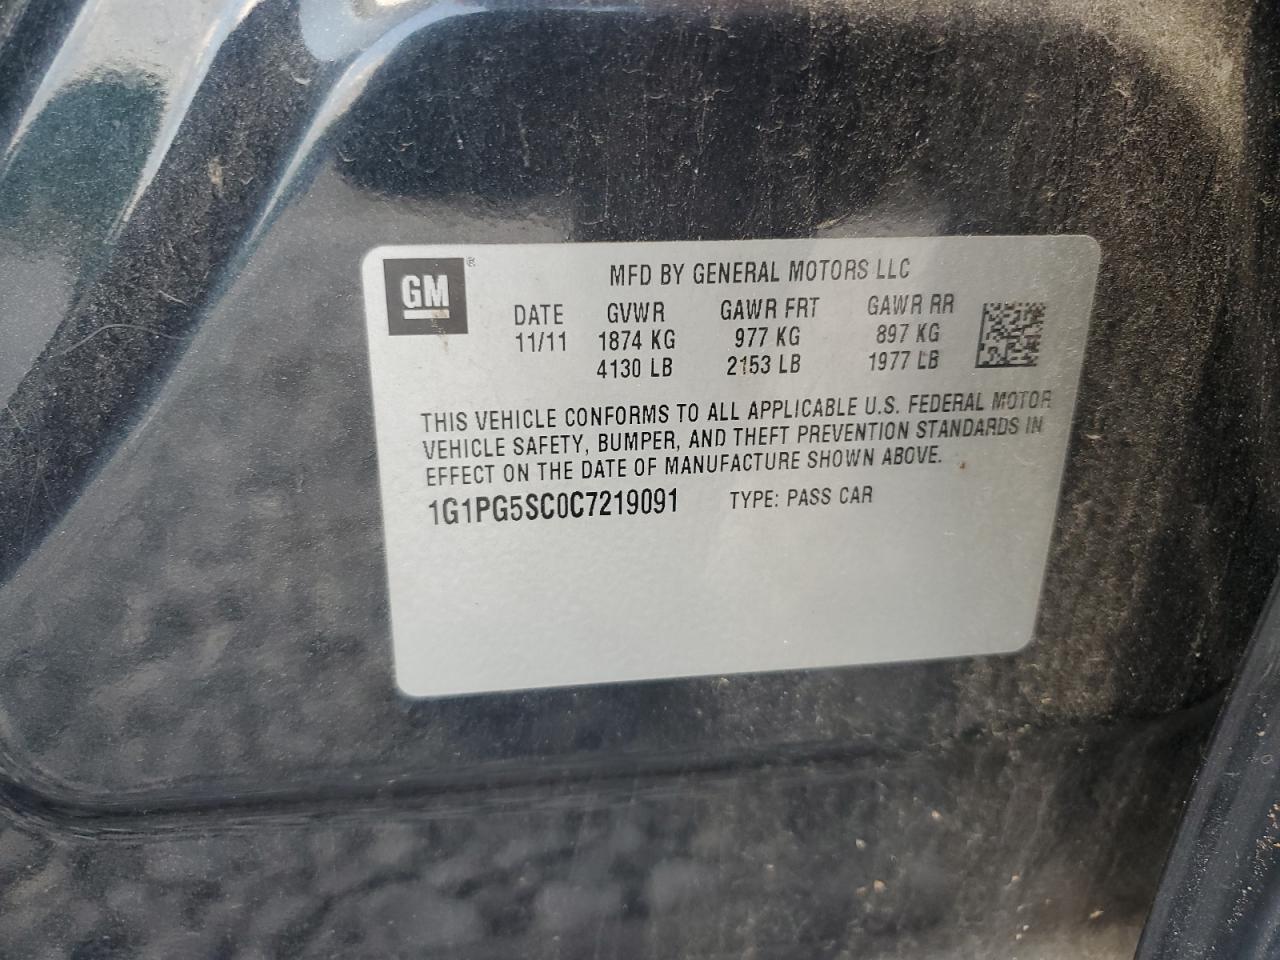 GM®
MFD BY GENERAL MOTORS LLC
DATE GVWR GAWR FRT GAWR RR
11/11 1874 KG 977 KG 897 KG
4130 LB 2153 LB 1977 LB
THIS VEHICLE CONFORMS TO ALL APPLICABLE U.S. FEDERAL MOTOR
VEHICLE SAFETY, BUMPER, AND THEFT PREVENTION STANDARDS IN
EFFECT ON THE DATE OF MANUFACTURE SHOWN ABOVE.
1G1PG5SC0C7219091 TYPE: PASS CAR